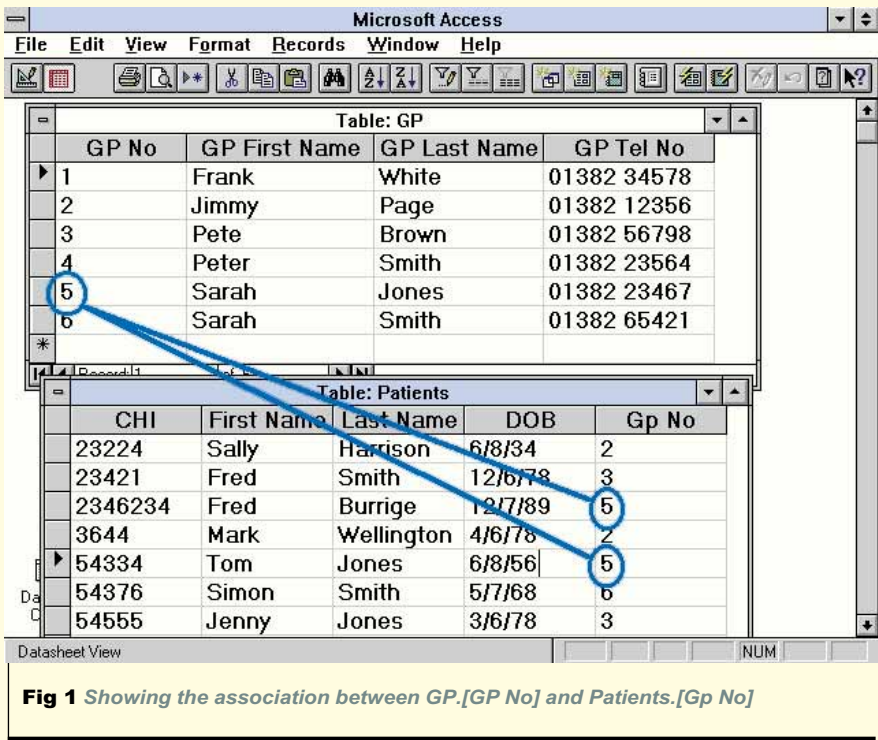 Microsoft Access
File Edit View Format Records Window Help
Table: GP
GP No GP First Name GP Last Name GP Tel No
1 Frank White 01382 34578
2 Jimmy Page 01382 12356
3 Pete Brown 01382 56798
4 Peter Smith 01382 23564
5 Sarah Jones 01382 23467
6 Sarah Smith 01382 65421
Record: 1 of
Table: Patients
CHI First Name Last Name DOB Gp No
23224 Sally Harrison 6/8/34 2
23421 Fred Smith 12/6/78 3
2346234 Fred Burrige 12/7/89 5
3644 Mark Wellington 4/6/78 2
54334 Tom Jones 6/8/56 5
54376 Simon Smith 5/7/68 6
54555 Jenny Jones 3/6/78 3
Datasheet View NUM
Fig 1 Showing the association between GP.[GP No] and Patients.[Gp No]